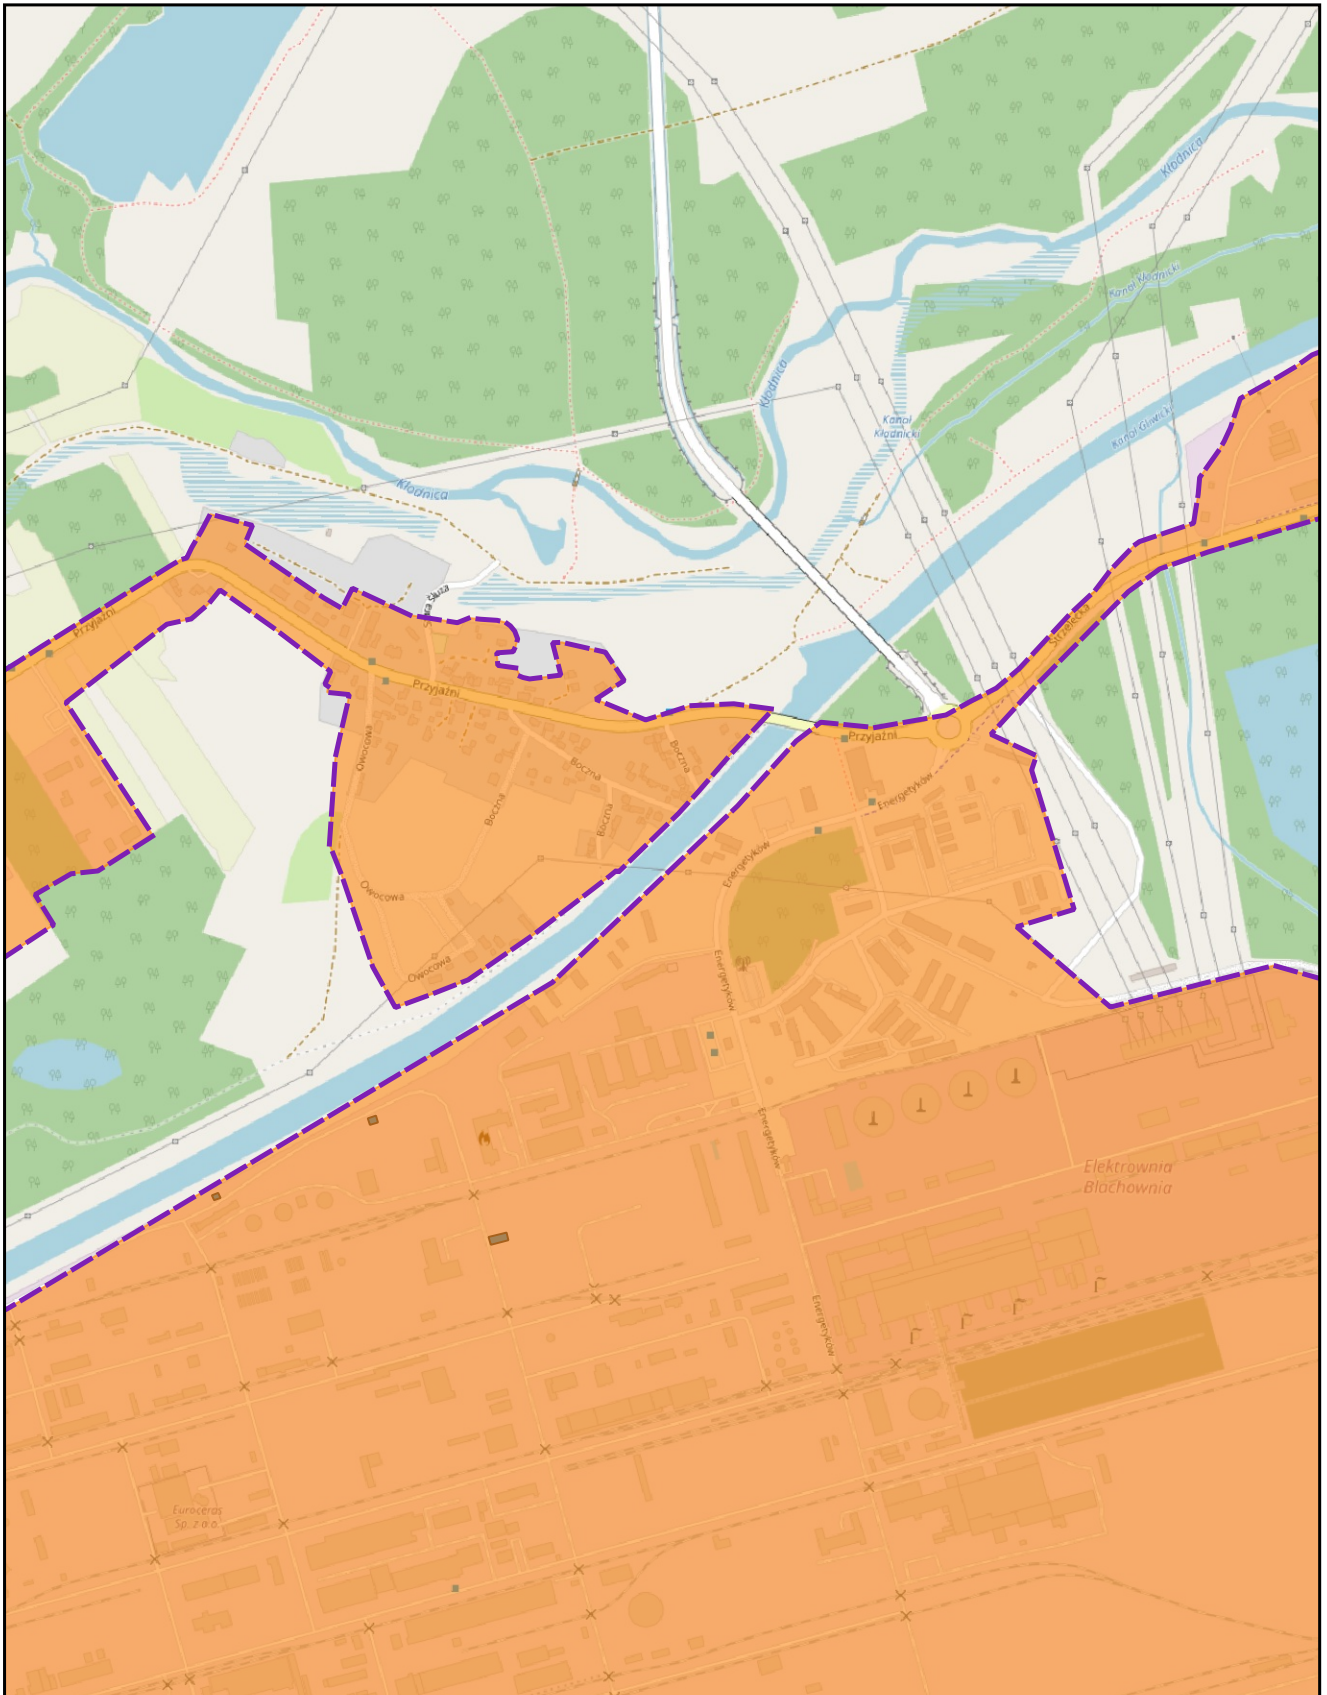 Kłodnica
Kanał Kłodnicki
Kłodnica
Kanał Gliwicki
Kanał
Kłodnicki
Kłodnica
Śluza
Przyjaźni
Strzelecka
Przyjaźni
Przyjaźni
Owocowa
Boczna
Boczna
Energetyków
Boczna
Boczna
Energetyków
Owocowa
Owocowa
Energetyków
Energetyków
Elektrownia
Blachownia
Energetyków
Euroceras
Sp. z o.o.